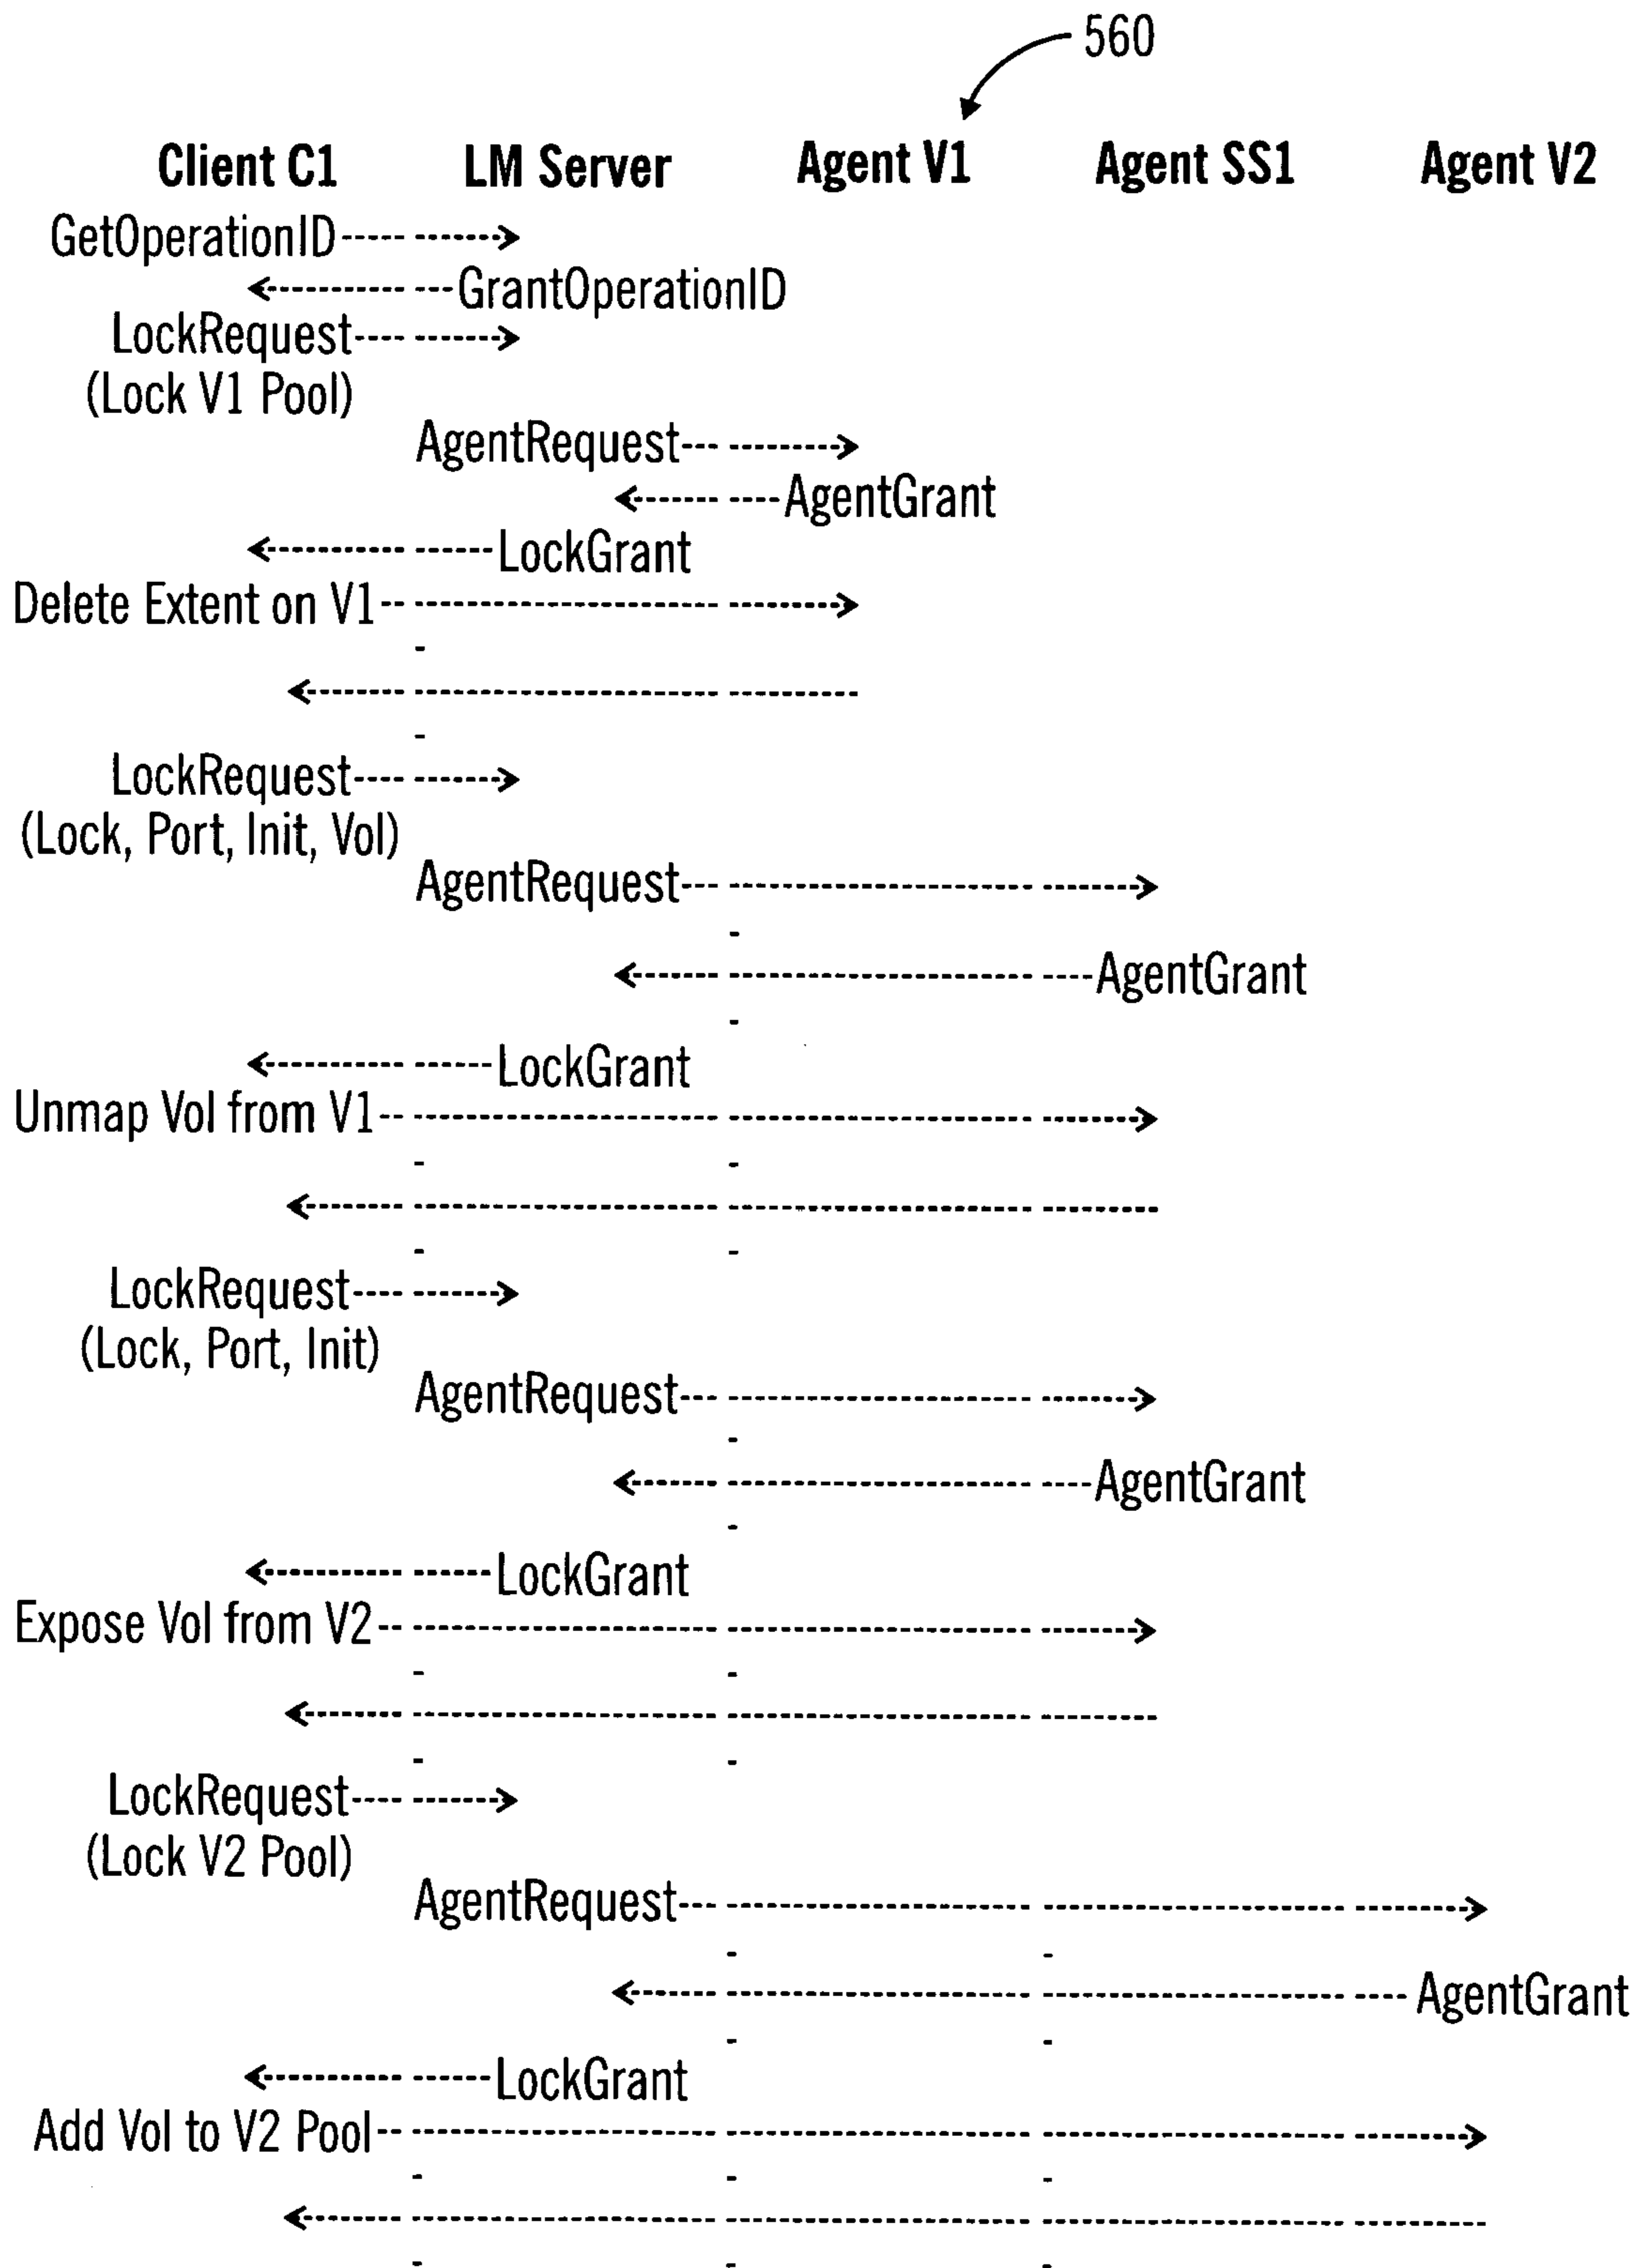 560
Client C1 LM Server Agent V1 Agent SS1 Agent V2
GetOperationID
GrantOperationID
LockRequest
(Lock V1 Pool)
AgentRequest
AgentGrant
LockGrant
Delete Extent on V1
LockRequest
(Lock, Port, Init, Vol)
AgentRequest
AgentGrant
LockGrant
Unmap Vol from V1
LockRequest
(Lock, Port, Init)
AgentRequest
AgentGrant
LockGrant
Expose Vol from V2
LockRequest
(Lock V2 Pool)
AgentRequest
AgentGrant
LockGrant
Add Vol to V2 Pool